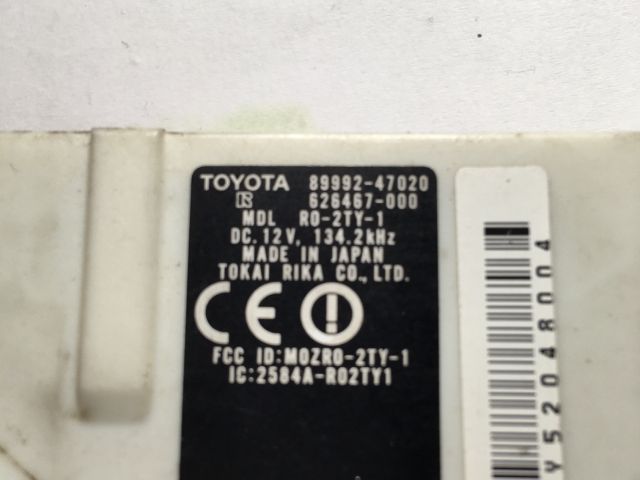 TOYOTA 89992-47020
R 626467-000
MDL RO-2TY-1
DC.12V, 134.2kHz
MADE IN JAPAN
TOKAI RIKA CO., LTD.
CE
FCC ID:MOZRO-2TY-1
IC:2584A-RO2TY1
Y52048004